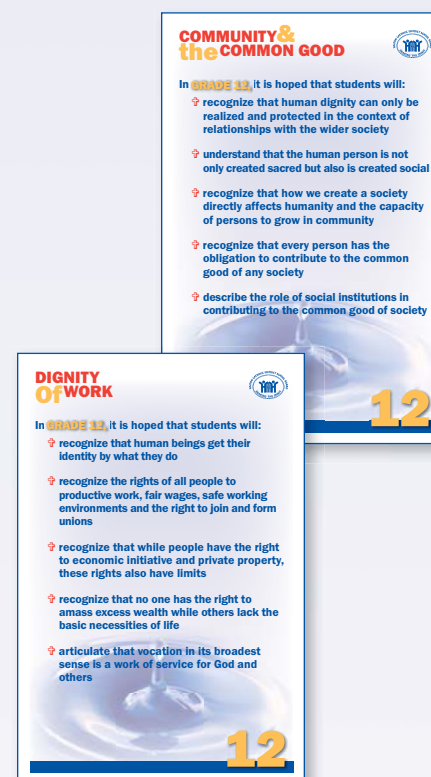 COMMUNITY&
the COMMON GOOD
In GRADE 12, it is hoped that students will:
✞ recognize that human dignity can only be
realized and protected in the context of
relationships with the wider society
✞ understand that the human person is not
only created sacred but also is created social
✞ recognize that how we create a society
directly affects humanity and the capacity
of persons to grow in community
✞ recognize that every person has the
obligation to contribute to the common
good of any society
✞ describe the role of social institutions in
contributing to the common good of society
12
DIGNITY
Of WORK
In GRADE 12, it is hoped that students will:
✞ recognize that human beings get their
identity by what they do
✞ recognize the rights of all people to
productive work, fair wages, safe working
environments and the right to join and form
unions
✞ recognize that while people have the right
to economic initiative and private property,
these rights also have limits
✞ recognize that no one has the right to
amass excess wealth while others lack the
basic necessities of life
✞ articulate that vocation in its broadest
sense is a work of service for God and
others
12